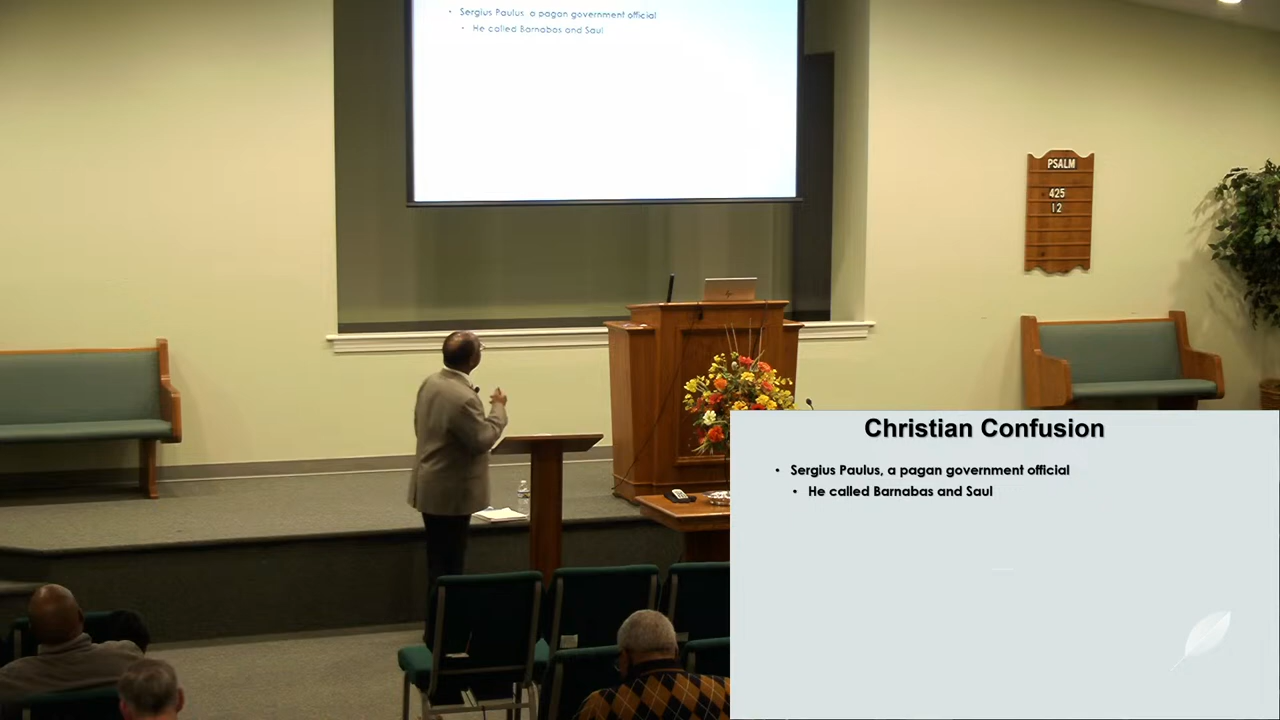 Sergius Paulus, a pagan government official
He called Barnabas and Saul
PSALM
425
12
Christian Confusion
• Sergius Paulus, a pagan government official
• He called Barnabas and Saul